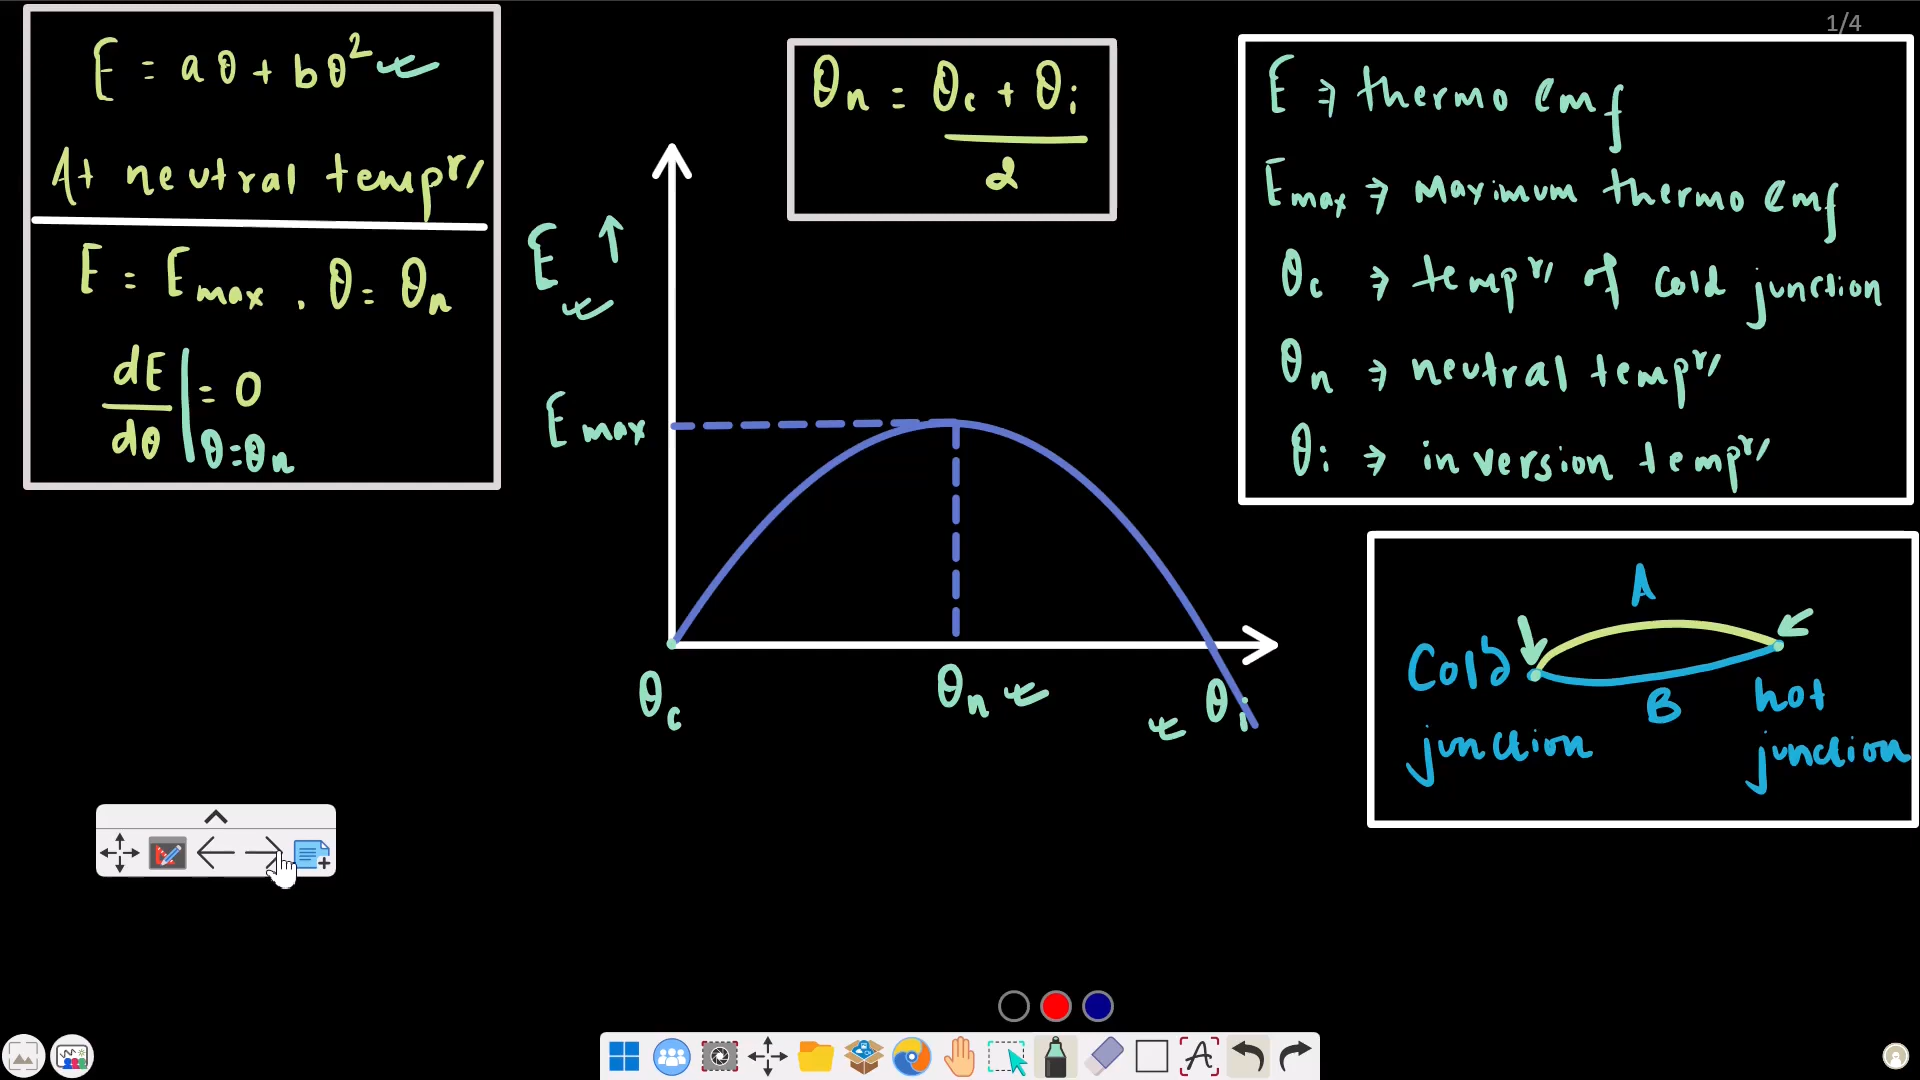 1/4
E = aθ + bθ²
At neutral tempr/
E = Emax . θ = θn
dE/dθ | = 0
θ=θn
θn = θc + θi
2
E ⇒ thermo emf
Emax ⇒ maximum thermo emf
θc ⇒ tempr/ of cold junction
θn ⇒ neutral tempr/
θi ⇒ inversion tempr/
E ↑
Emax
θc
θn
θi
A
Cold
junction
B
hot
junction